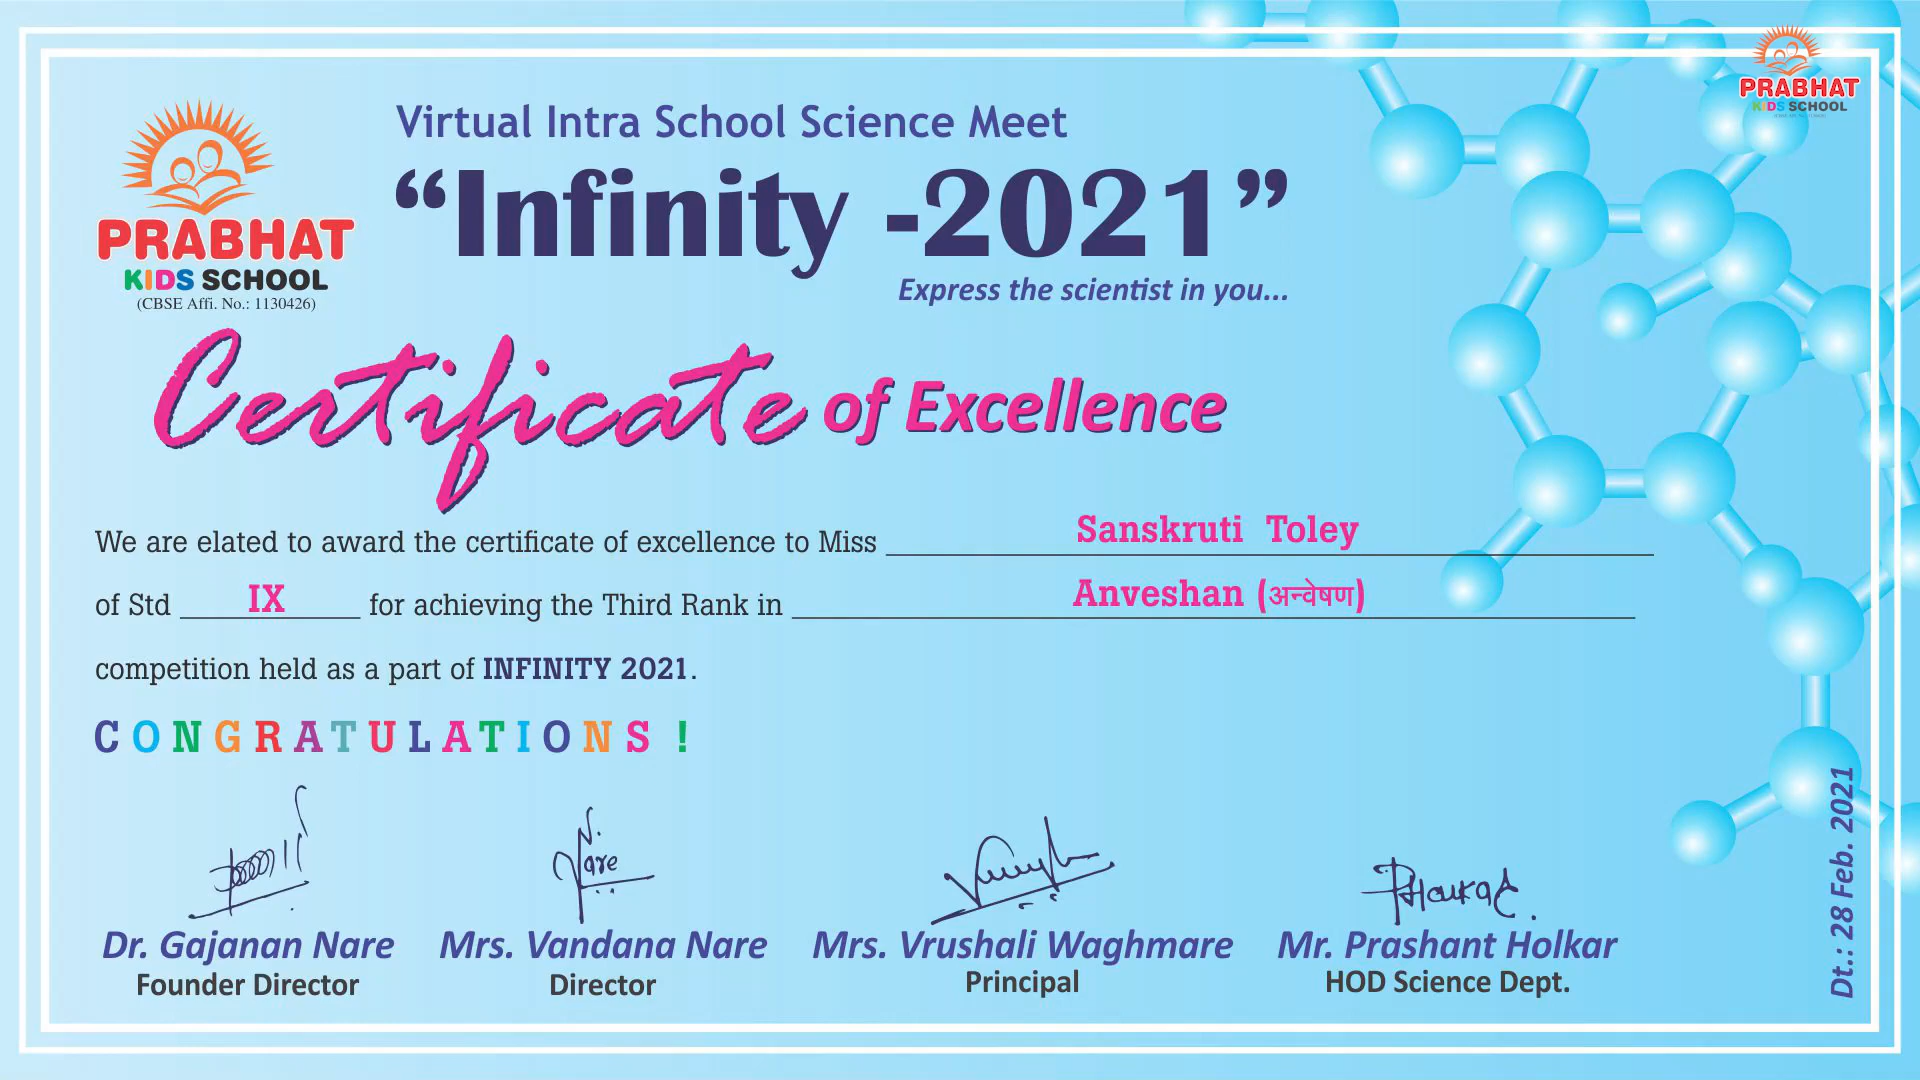 PRABHAT
KIDS SCHOOL
(CBSE Affi. No.: 1130426)
Virtual Intra School Science Meet
“Infinity -2021”
Express the scientist in you...
PRABHAT
KIDS SCHOOL
Certificate of Excellence
We are elated to award the certificate of excellence to Miss Sanskruti Toley
of Std IX for achieving the Third Rank in Anveshan (अन्वेषण)
competition held as a part of INFINITY 2021.
CONGRATULATIONS !
Dr. Gajanan Nare
Founder Director
Mrs. Vandana Nare
Director
Mrs. Vrushali Waghmare
Principal
Mr. Prashant Holkar
HOD Science Dept.
Dt.: 28 Feb. 2021